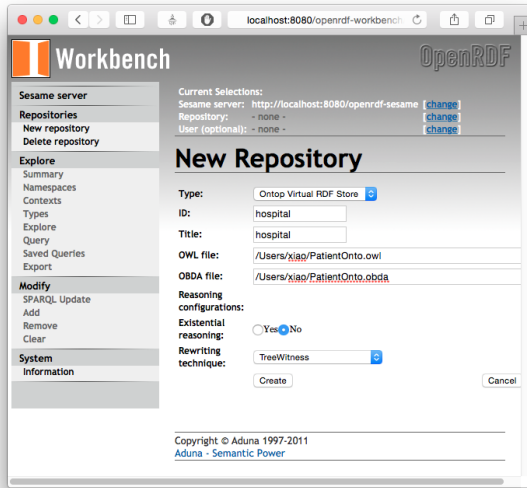 localhost:8080/openrdf-workbench
Workbench
OpenRDF
Current Selections:
Sesame server: http://localhost:8080/openrdf-sesame [change]
Repository: - none - [change]
User (optional): - none - [change]
Sesame server
Repositories
New repository
Delete repository
Explore
Summary
Namespaces
Contexts
Types
Explore
Query
Saved Queries
Export
Modify
SPARQL Update
Add
Remove
Clear
System
Information
New Repository
Type: Ontop Virtual RDF Store
ID: hospital
Title: hospital
OWL file: /Users/xiao/PatientOnto.owl
OBDA file: /Users/xiao/PatientOnto.obda
Reasoning
configurations:
Existential
reasoning: Yes No
Rewriting
technique: TreeWitness
Create Cancel
Copyright © Aduna 1997-2011
Aduna - Semantic Power